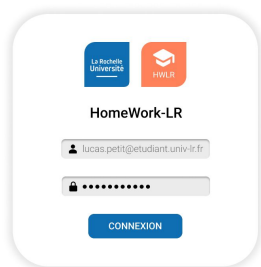 La Rochelle
Université
HWLR
HomeWork-LR
lucas.petit@etudiant.univ-lr.fr
•••••••••••
CONNEXION